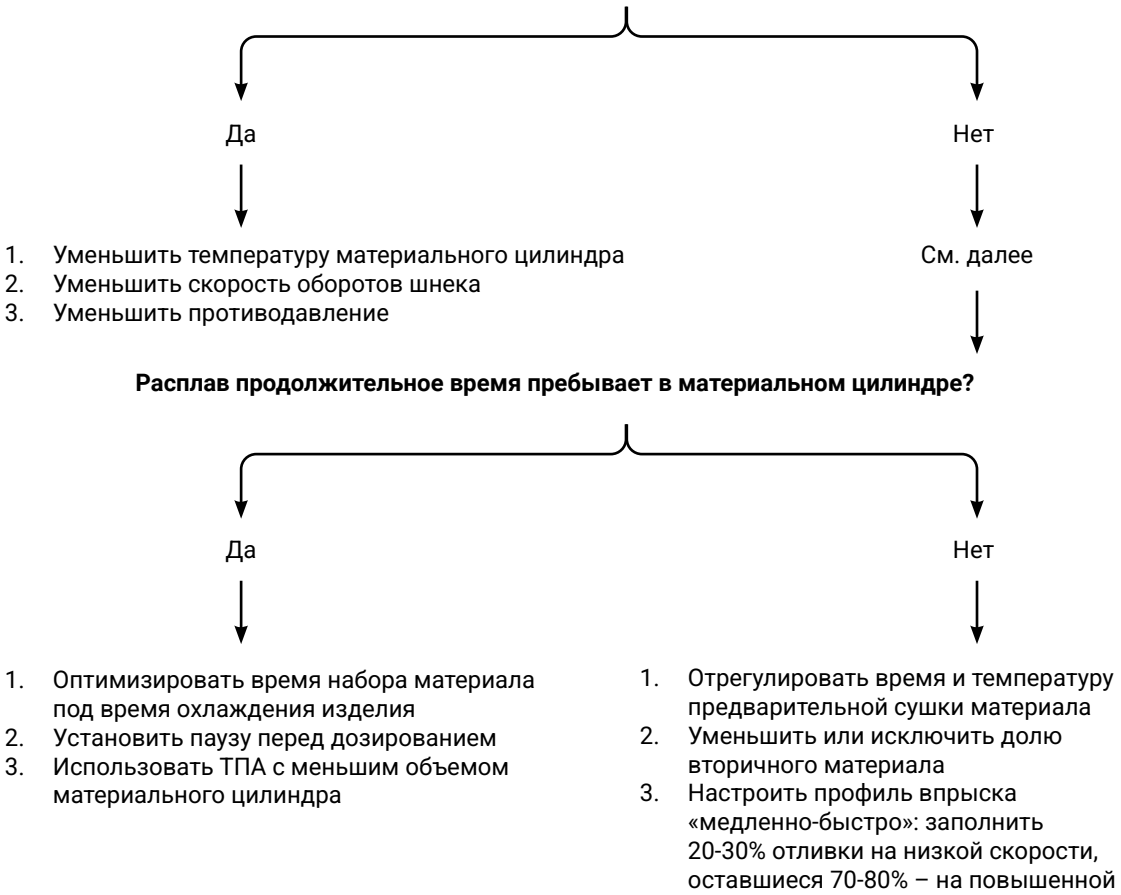 Да
Нет
1. Уменьшить температуру материального цилиндра
2. Уменьшить скорость оборотов шнека
3. Уменьшить противодавление
См. далее
Расплав продолжительное время пребывает в материальном цилиндре?
Да
Нет
1. Оптимизировать время набора материала
под время охлаждения изделия
2. Установить паузу перед дозированием
3. Использовать ТПА с меньшим объемом
материального цилиндра
1. Отрегулировать время и температуру
предварительной сушки материала
2. Уменьшить или исключить долю
вторичного материала
3. Настроить профиль впрыска
«медленно-быстро»: заполнить
20-30% отливки на низкой скорости,
оставшиеся 70-80% – на повышенной